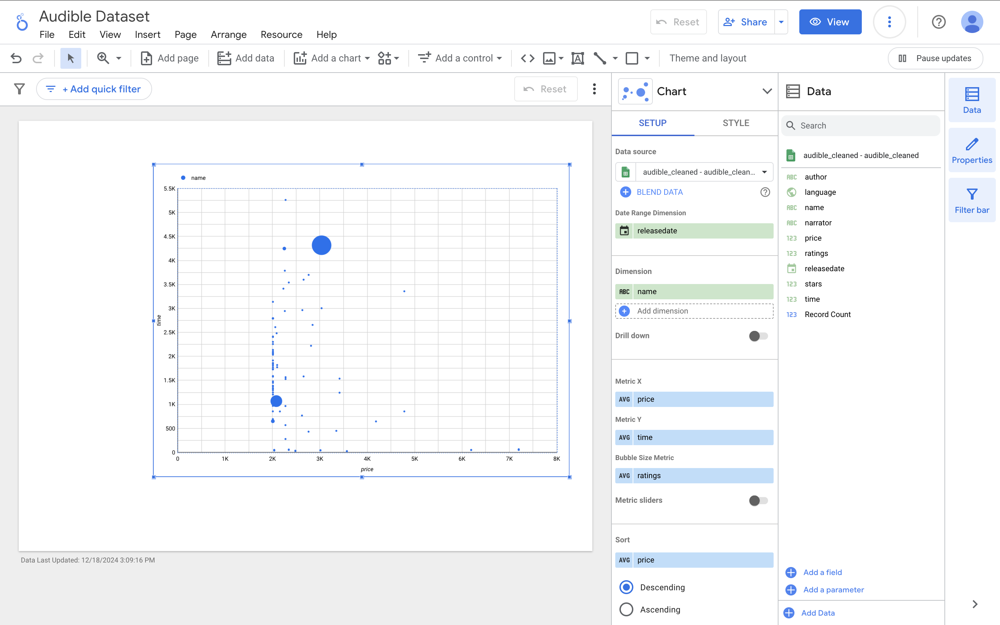 Audible Dataset
File Edit View Insert Page Arrange Resource Help
Reset Share View
Add page Add data Add a chart Add a control Theme and layout Pause updates
+ Add quick filter Reset
name
5.5K
5K
4.5K
4K
3.5K
3K
2.5K
2K
1.5K
1K
500
0
time
0 1K 2K 3K 4K 5K 6K 7K 8K
price
Data Last Updated: 12/18/2024 3:09:16 PM
Chart
SETUP STYLE
Data source
audible_cleaned - audible_clean...
BLEND DATA
Date Range Dimension
releasedate
Dimension
ABC name
Add dimension
Drill down
Metric X
AVG price
Metric Y
AVG time
Bubble Size Metric
AVG ratings
Metric sliders
Sort
AVG price
Descending
Ascending
Data
Search
audible_cleaned - audible_cleaned
ABC author
language
ABC name
ABC narrator
123 price
123 ratings
releasedate
123 stars
123 time
123 Record Count
Add a field
Add a parameter
Add Data
Data
Properties
Filter bar